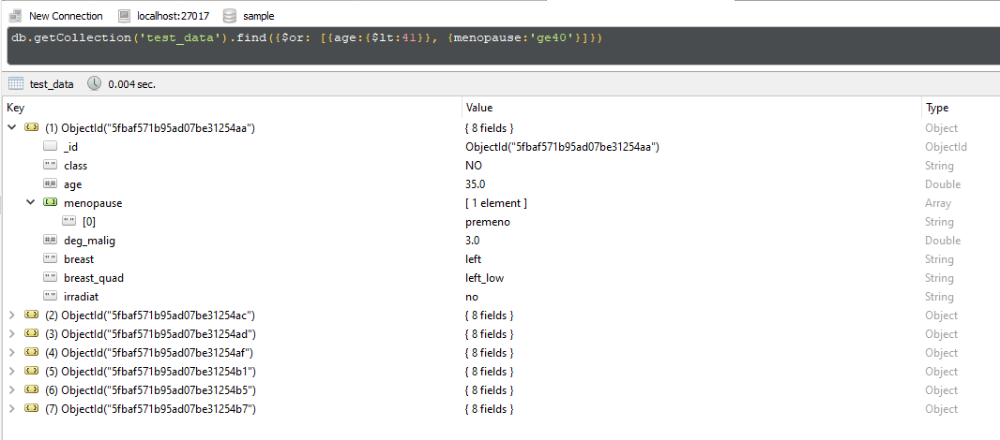 New Connection localhost:27017 sample
db.getCollection('test_data').find({$or: [{age:{$lt:41}}, {menopause:'ge40'}]})
test_data 0.004 sec.
Key Value Type
(1) ObjectId("5fbaf571b95ad07be31254aa") { 8 fields } Object
_id ObjectId("5fbaf571b95ad07be31254aa") ObjectId
"" class NO String
#.# age 35.0 Double
menopause [ 1 element ] Array
"" [0] premeno String
#.# deg_malig 3.0 Double
"" breast left String
"" breast_quad left_low String
"" irradiat no String
(2) ObjectId("5fbaf571b95ad07be31254ac") { 8 fields } Object
(3) ObjectId("5fbaf571b95ad07be31254ad") { 8 fields } Object
(4) ObjectId("5fbaf571b95ad07be31254af") { 8 fields } Object
(5) ObjectId("5fbaf571b95ad07be31254b1") { 8 fields } Object
(6) ObjectId("5fbaf571b95ad07be31254b5") { 8 fields } Object
(7) ObjectId("5fbaf571b95ad07be31254b7") { 8 fields } Object